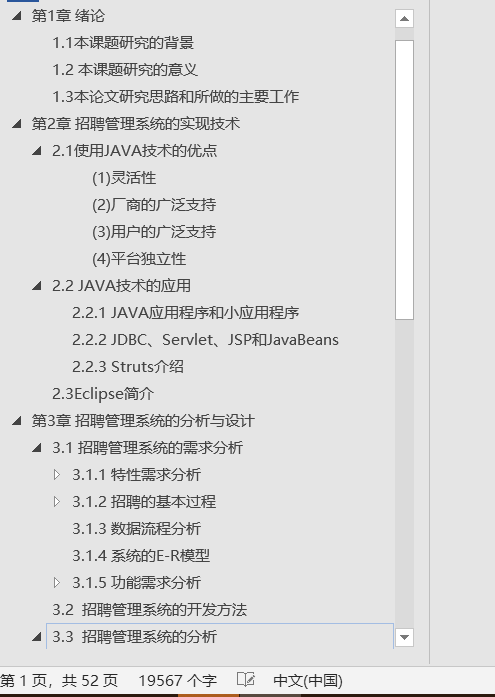 第1章 绪论
1.1本课题研究的背景
1.2 本课题研究的意义
1.3本论文研究思路和所做的主要工作
第2章 招聘管理系统的实现技术
2.1使用JAVA技术的优点
(1)灵活性
(2)厂商的广泛支持
(3)用户的广泛支持
(4)平台独立性
2.2 JAVA技术的应用
2.2.1 JAVA应用程序和小应用程序
2.2.2 JDBC、Servlet、JSP和JavaBeans
2.2.3 Struts介绍
2.3Eclipse简介
第3章 招聘管理系统的分析与设计
3.1 招聘管理系统的需求分析
3.1.1 特性需求分析
3.1.2 招聘的基本过程
3.1.3 数据流程分析
3.1.4 系统的E-R模型
3.1.5 功能需求分析
3.2 招聘管理系统的开发方法
3.3 招聘管理系统的分析
第 1 页，共 52 页 19567 个字 中文(中国)